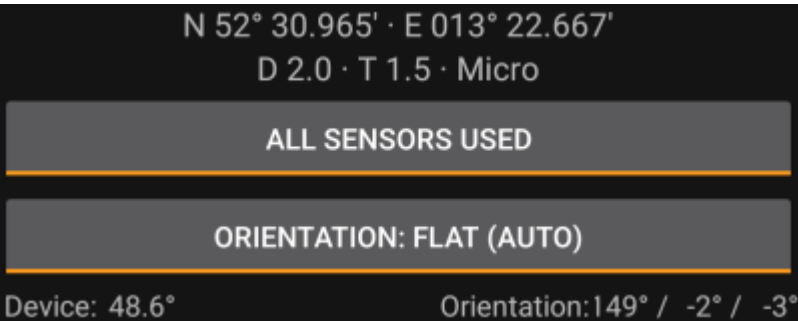 N 52° 30.965' · E 013° 22.667'
D 2.0 · T 1.5 · Micro
ALL SENSORS USED
ORIENTATION: FLAT (AUTO)
Device: 48.6° Orientation:149° / -2° / -3°